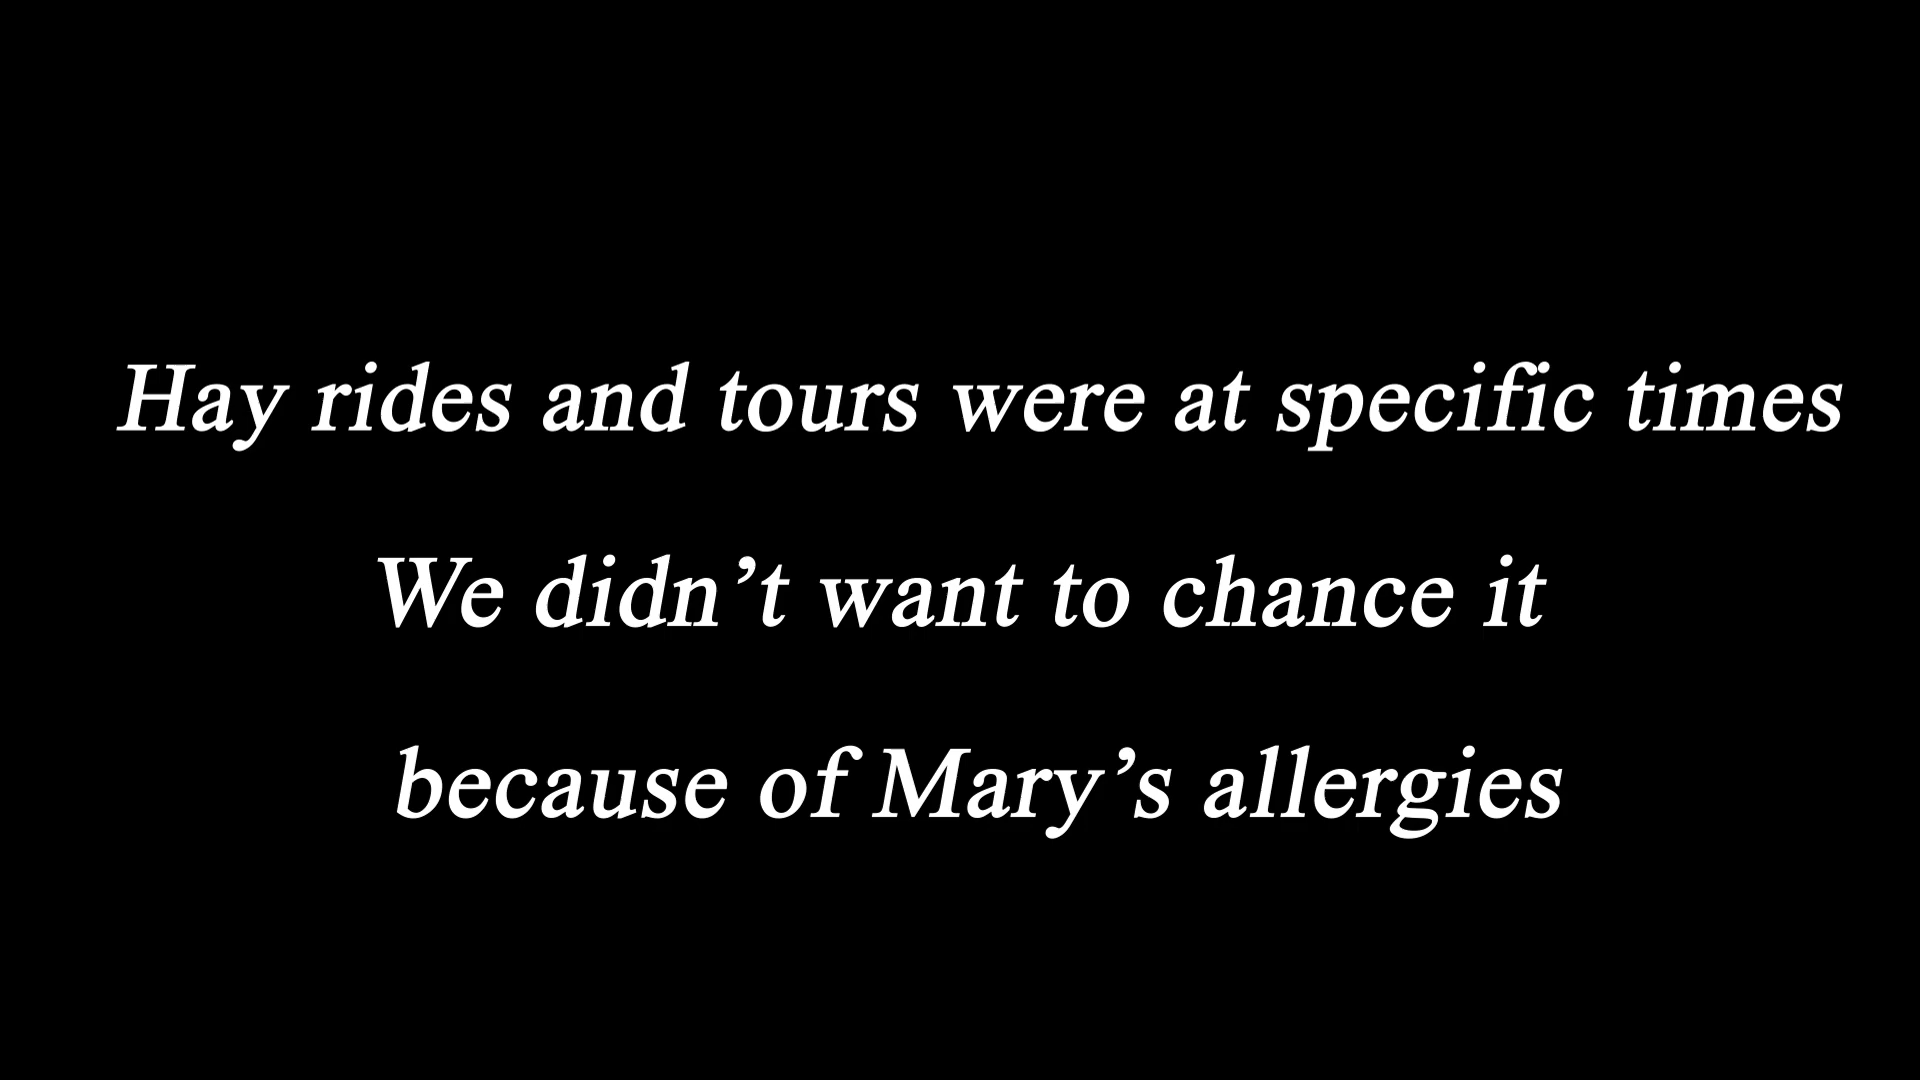 Hay rides and tours were at specific times
We didn’t want to chance it
because of Mary’s allergies